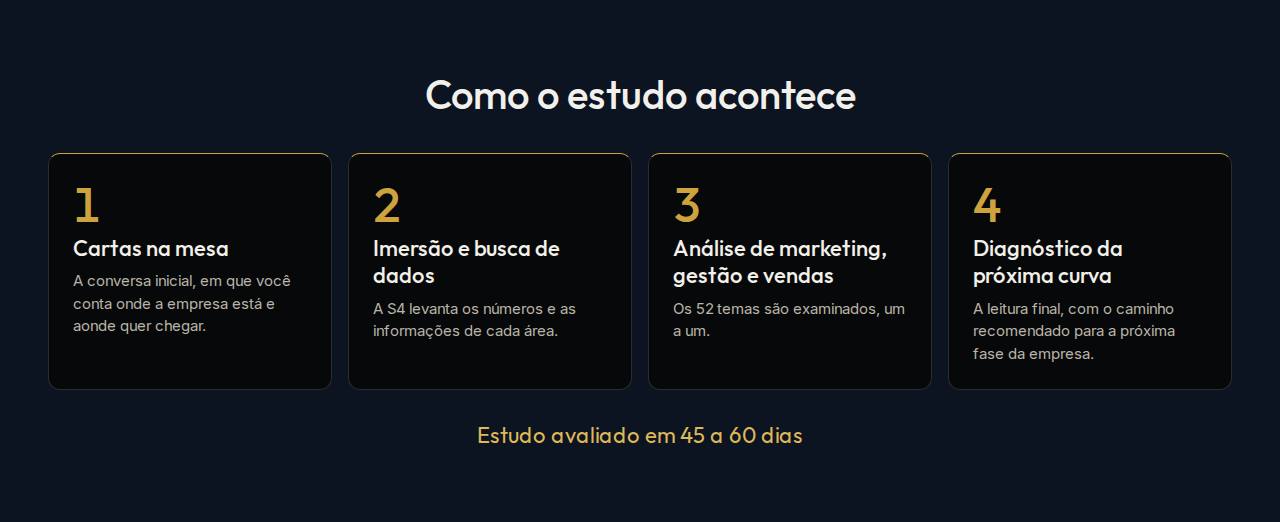 Como o estudo acontece
1
Cartas na mesa
A conversa inicial, em que você
conta onde a empresa está e
aonde quer chegar.
2
Imersão e busca de
dados
A S4 levanta os números e as
informações de cada área.
3
Análise de marketing,
gestão e vendas
Os 52 temas são examinados, um
a um.
4
Diagnóstico da
próxima curva
A leitura final, com o caminho
recomendado para a próxima
fase da empresa.
Estudo avaliado em 45 a 60 dias